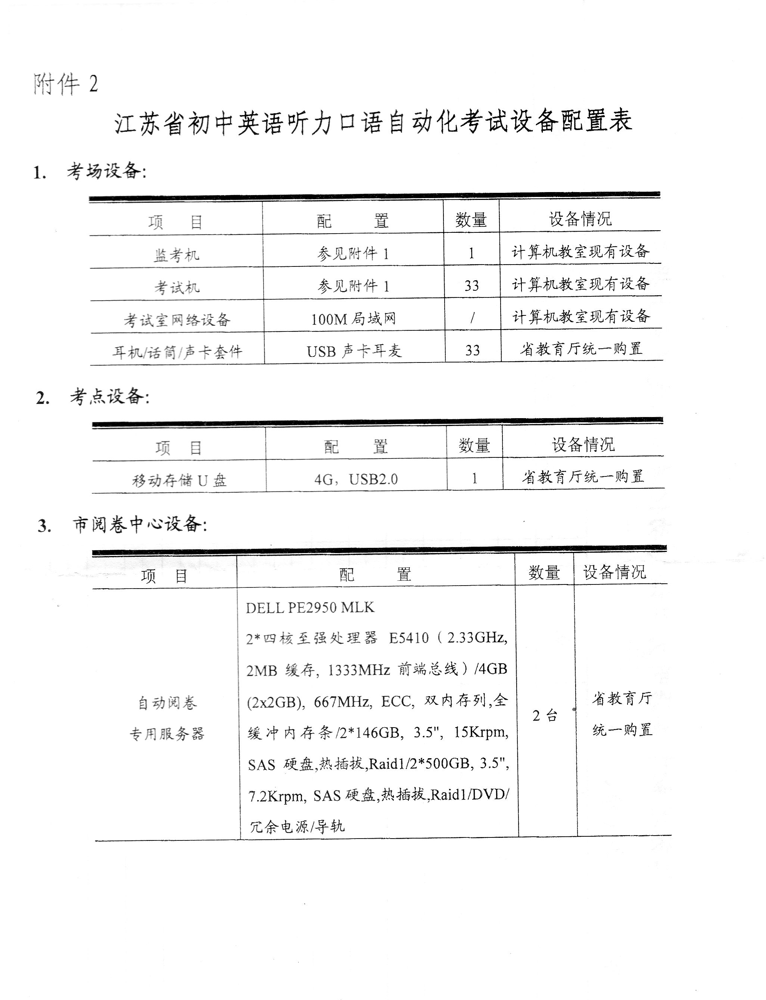 附件 2
江苏省初中英语听力口语自动化考试设备配置表
1. 考场设备:
项 目 配 置 数量 设备情况
监考机 参见附件 1 1 计算机教室现有设备
考试机 参见附件 1 33 计算机教室现有设备
考试室网络设备 100M 局域网 / 计算机教室现有设备
耳机/话筒/声卡套件 USB 声卡耳麦 33 省教育厅统一购置
2. 考点设备:
项 目 配 置 数量 设备情况
移动存储 U 盘 4G, USB2.0 1 省教育厅统一购置
3. 市阅卷中心设备:
项 目 配 置 数量 设备情况
自动阅卷
专用服务器
DELL PE2950 MLK
2*四核至强处理器 E5410（2.33GHz,
2MB 缓存, 1333MHz 前端总线）/4GB
(2x2GB), 667MHz, ECC, 双内存列,全
缓冲内存条/2*146GB, 3.5", 15Krpm,
SAS 硬盘,热插拔,Raid1/2*500GB, 3.5",
7.2Krpm, SAS 硬盘,热插拔,Raid1/DVD/
冗余电源/导轨
2 台
省教育厅
统一购置